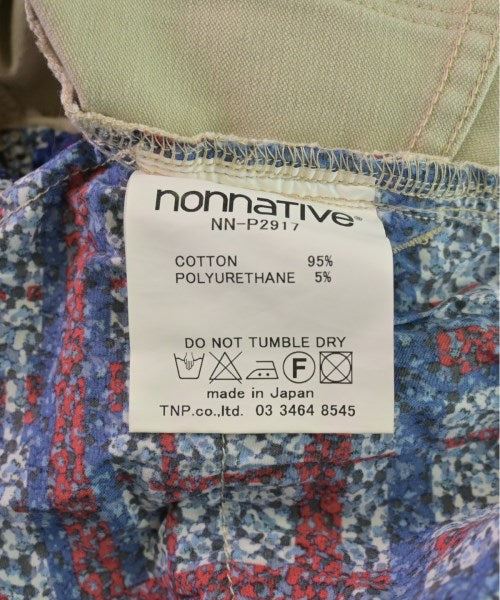 nonnative
NN-P2917
COTTON 95%
POLYURETHANE 5%
DO NOT TUMBLE DRY
F
made in Japan
TNP.co.,ltd. 03 3464 8545